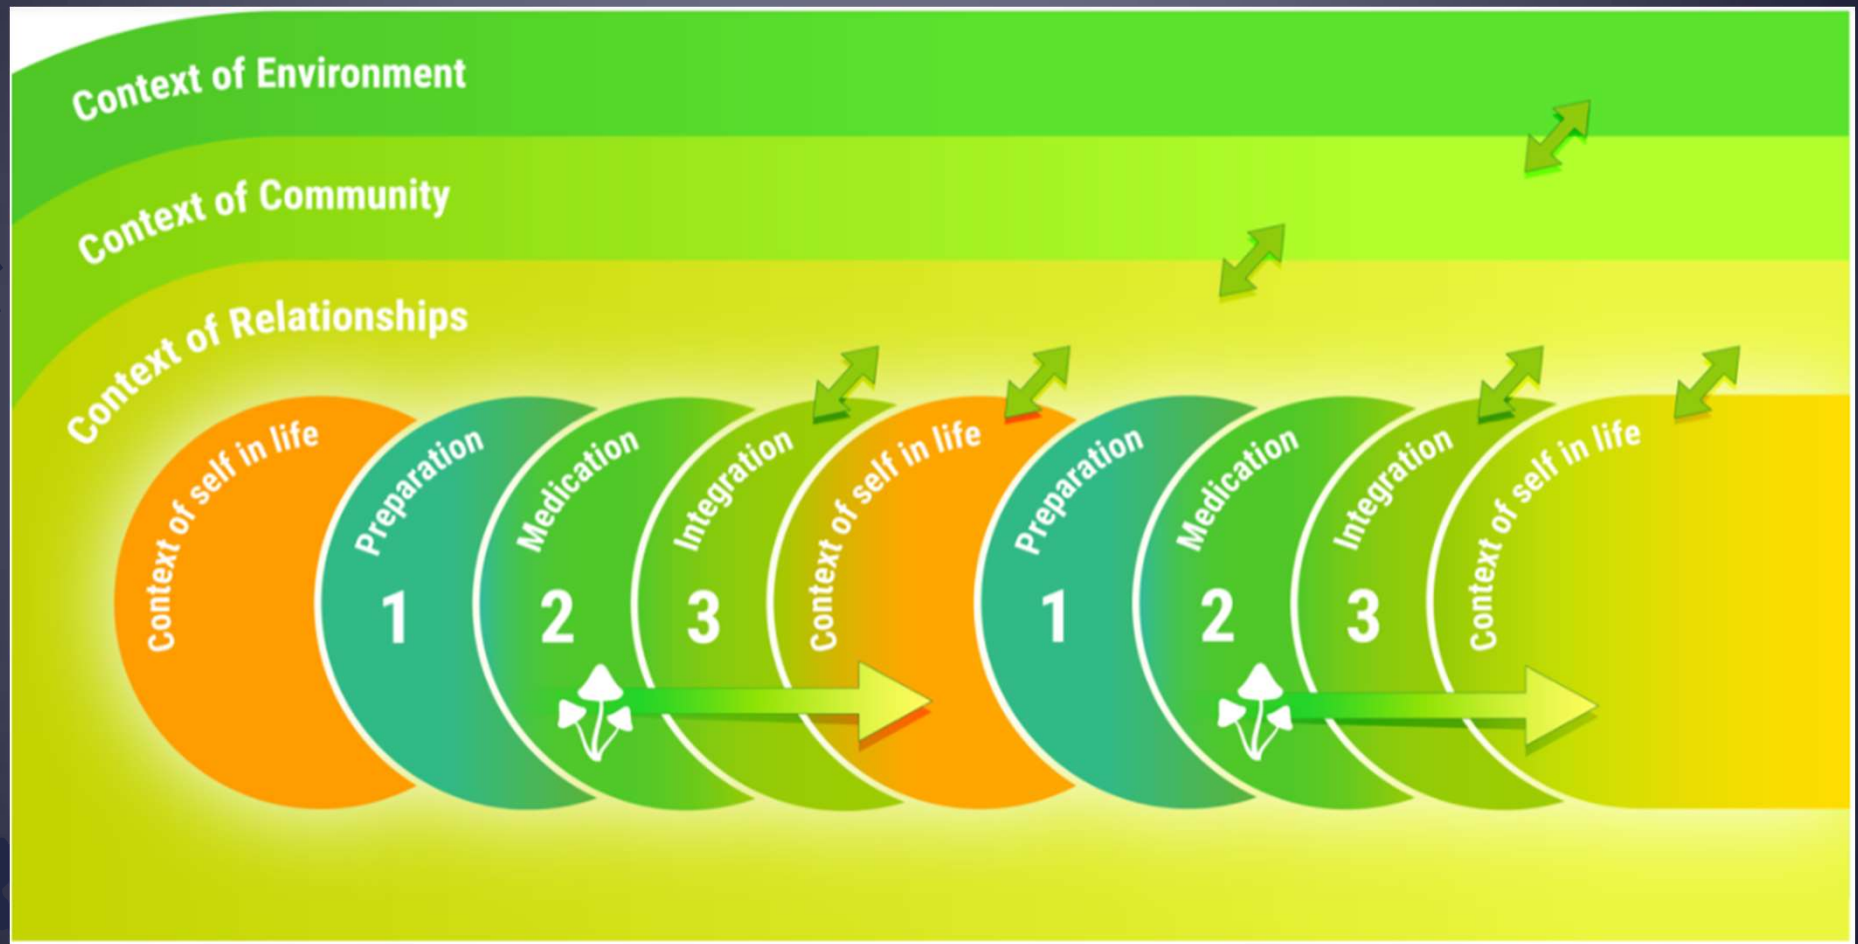 Context of Environment
Context of Community
Context of Relationships
Context of self in life
Preparation
1
Medication
2
Integration
3
Context of self in life
Preparation
1
Medication
2
Integration
3
Context of self in life